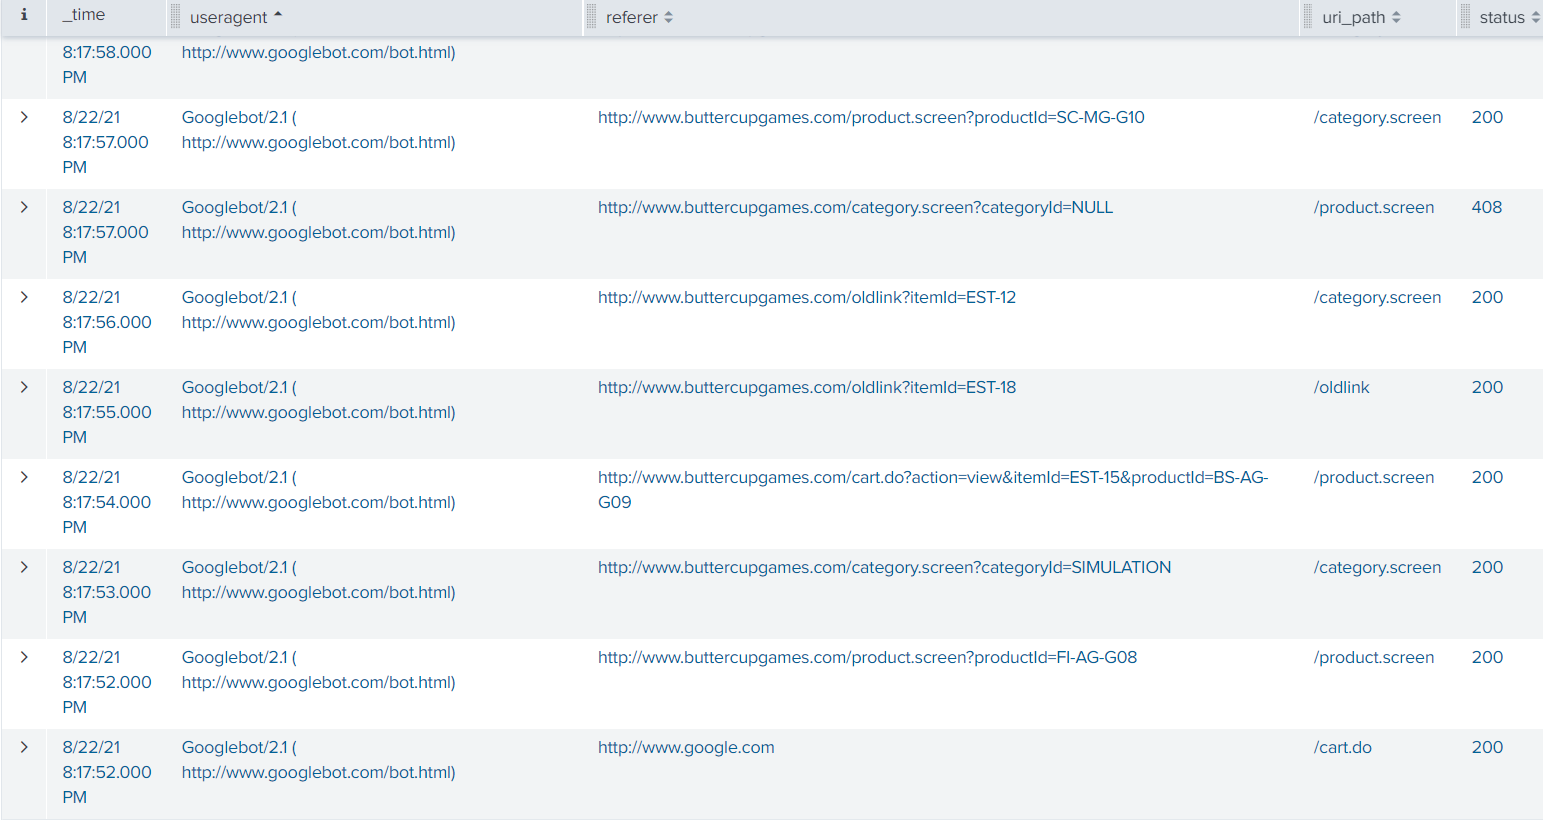 i _time useragent referer uri_path status
8:17:58.000 http://www.googlebot.com/bot.html)
PM
8/22/21 Googlebot/2.1 ( http://www.buttercupgames.com/product.screen?productId=SC-MG-G10 /category.screen 200
8:17:57.000 http://www.googlebot.com/bot.html)
PM
8/22/21 Googlebot/2.1 ( http://www.buttercupgames.com/category.screen?categoryId=NULL /product.screen 408
8:17:57.000 http://www.googlebot.com/bot.html)
PM
8/22/21 Googlebot/2.1 ( http://www.buttercupgames.com/oldlink?itemId=EST-12 /category.screen 200
8:17:56.000 http://www.googlebot.com/bot.html)
PM
8/22/21 Googlebot/2.1 ( http://www.buttercupgames.com/oldlink?itemId=EST-18 /oldlink 200
8:17:55.000 http://www.googlebot.com/bot.html)
PM
8/22/21 Googlebot/2.1 ( http://www.buttercupgames.com/cart.do?action=view&itemId=EST-15&productId=BS-AG- /product.screen 200
8:17:54.000 http://www.googlebot.com/bot.html) G09
PM
8/22/21 Googlebot/2.1 ( http://www.buttercupgames.com/category.screen?categoryId=SIMULATION /category.screen 200
8:17:53.000 http://www.googlebot.com/bot.html)
PM
8/22/21 Googlebot/2.1 ( http://www.buttercupgames.com/product.screen?productId=FI-AG-G08 /product.screen 200
8:17:52.000 http://www.googlebot.com/bot.html)
PM
8/22/21 Googlebot/2.1 ( http://www.google.com /cart.do 200
8:17:52.000 http://www.googlebot.com/bot.html)
PM